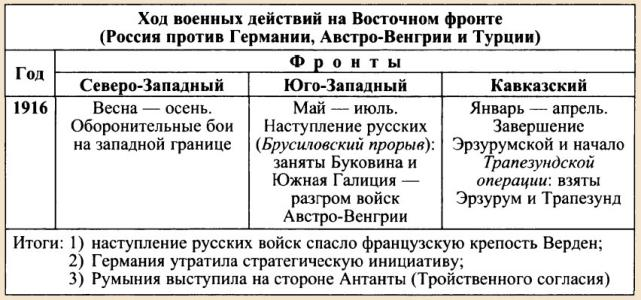 Ход военных действий на Восточном фронте
(Россия против Германии, Австро-Венгрии и Турции)
Год
Фронты
Северо-Западный
Юго-Западный
Кавказский
1916
Весна — осень.
Оборонительные бои
на западной границе
Май — июль.
Наступление русских
(Брусиловский прорыв):
заняты Буковина и
Южная Галиция —
разгром войск
Австро-Венгрии
Январь — апрель.
Завершение
Эрзурумской и начало
Трапезундской
операции: взяты
Эрзурум и Трапезунд
Итоги: 1) наступление русских войск спасло французскую крепость Верден;
2) Германия утратила стратегическую инициативу;
3) Румыния выступила на стороне Антанты (Тройственного согласия)